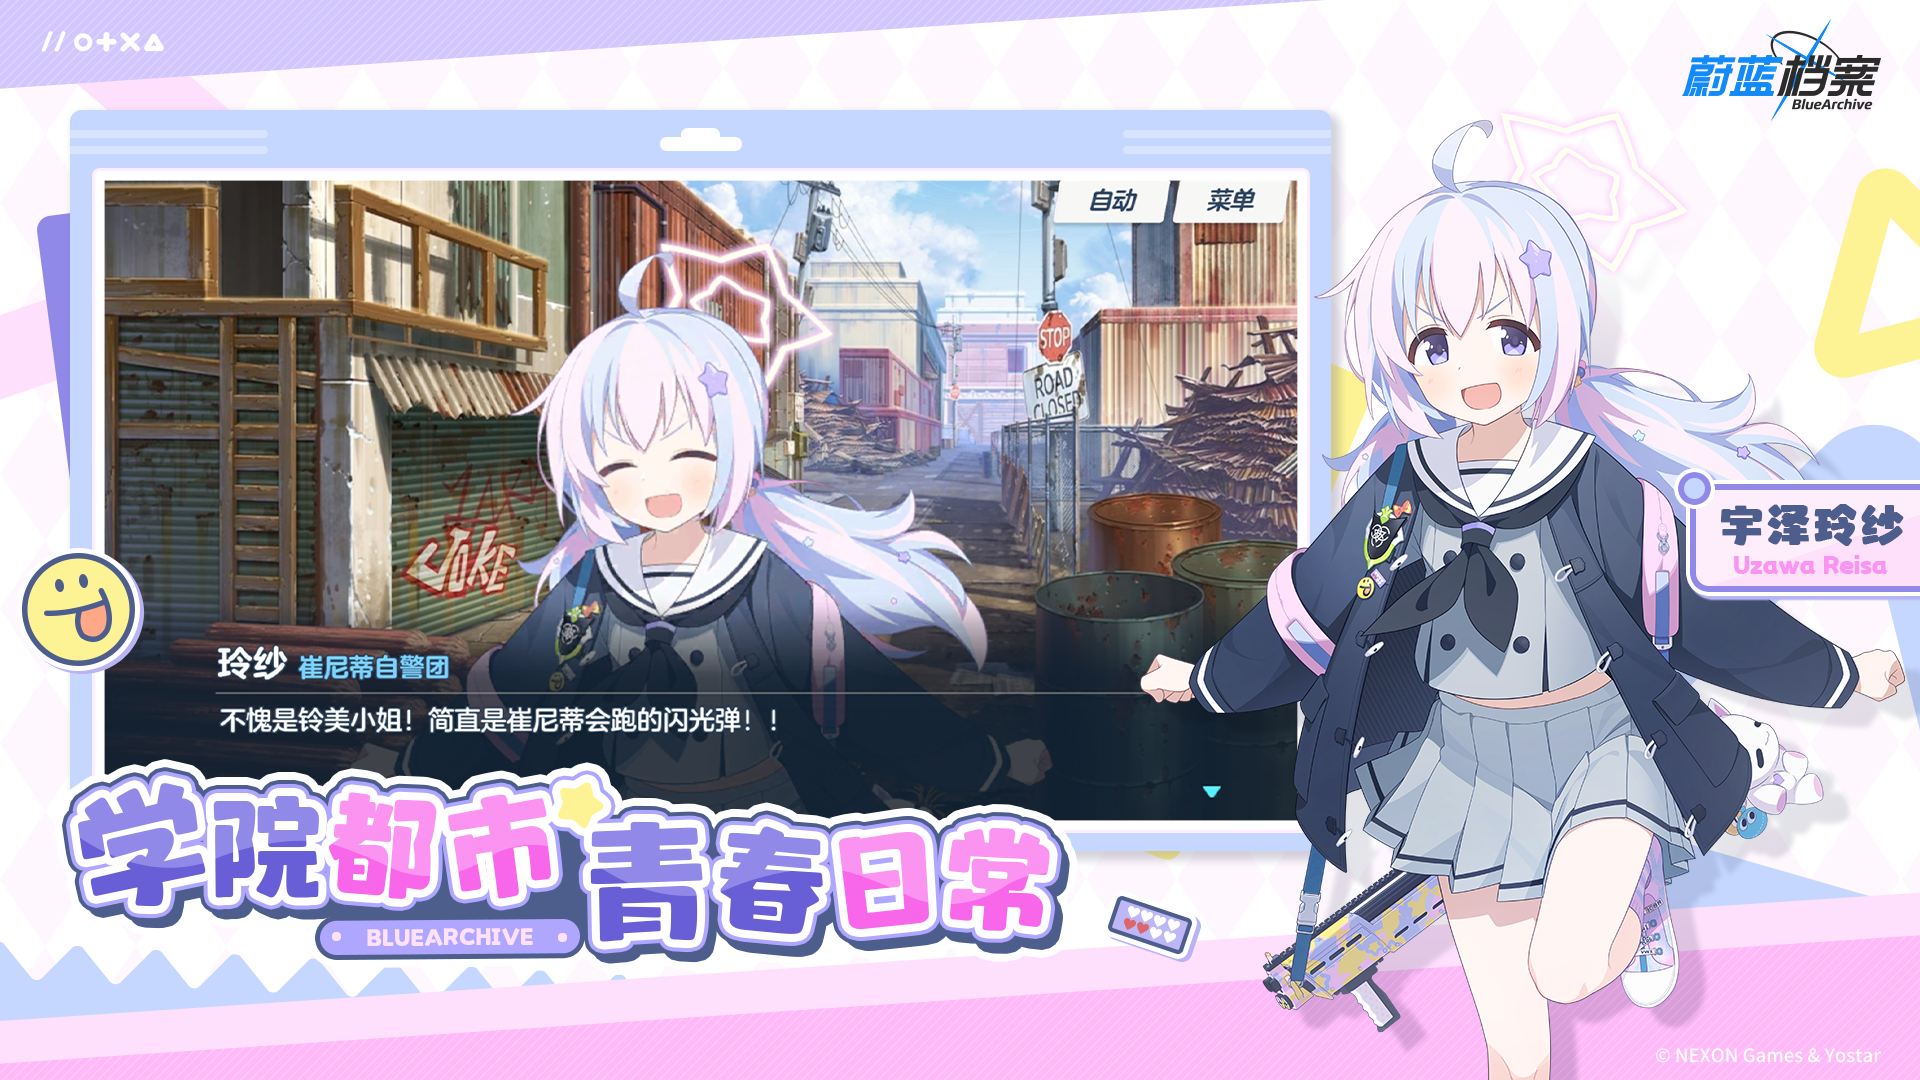 蔚蓝档案
BlueArchive
自动
菜单
STOP
ROAD
CLOSED
JOKE
宇泽玲纱
Uzawa Reisa
玲纱 崔尼蒂自警团
不愧是铃美小姐！简直是崔尼蒂会跑的闪光弹！！
学院都市
青春日常
BLUEARCHIVE
© NEXON Games & Yostar